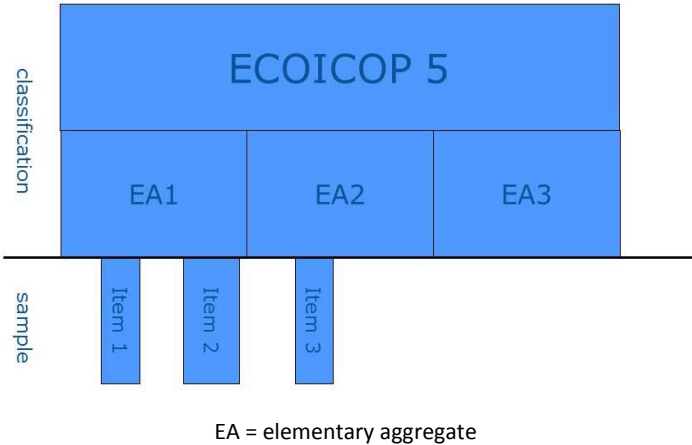 classification
ECOICOP 5
EA1
EA2
EA3
sample
Item 1
Item 2
Item 3
EA = elementary aggregate